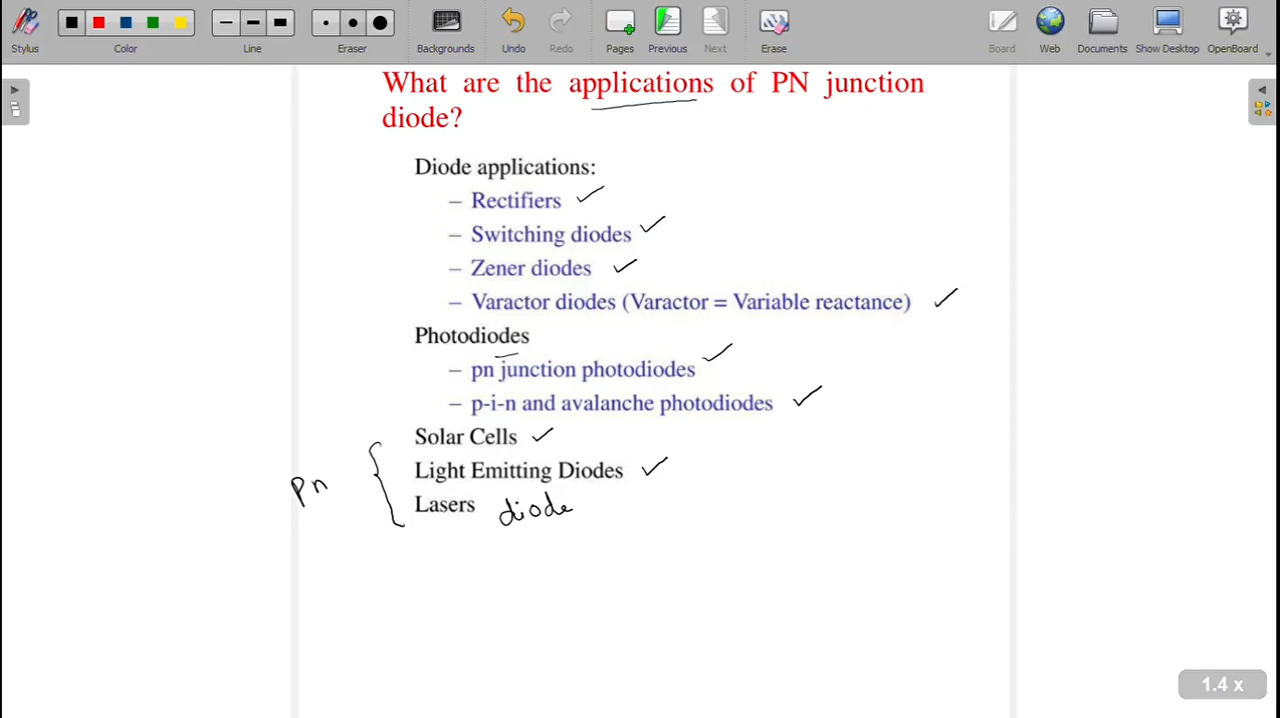 Stylus
Color
Line
Eraser
Backgrounds
Undo
Redo
Pages
Previous
Next
Erase
Board
Web
Documents
Show Desktop
OpenBoard
What are the applications of PN junction
diode?
Diode applications:
– Rectifiers
– Switching diodes
– Zener diodes
– Varactor diodes (Varactor = Variable reactance)
Photodiodes
– pn junction photodiodes
– p-i-n and avalanche photodiodes
Solar Cells
Light Emitting Diodes
pn
Lasers diode
1.4 x